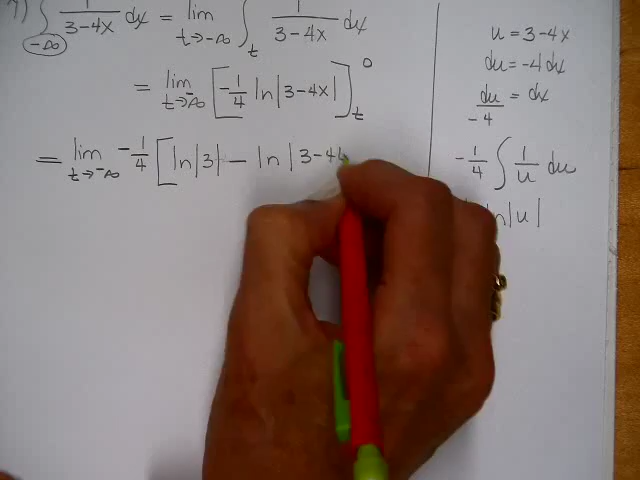 7) ∫_{-∞} 1/(3-4x) dx = lim_{t→-∞} ∫_t 1/(3-4x) dx
= lim_{t→-∞} [-1/4 ln|3-4x|]_t^0
= lim_{t→-∞} -1/4 [ln|3| - ln|3-4t
u = 3-4x
du = -4dx
du/-4 = dx
-1/4 ∫ 1/u du
ln|u|